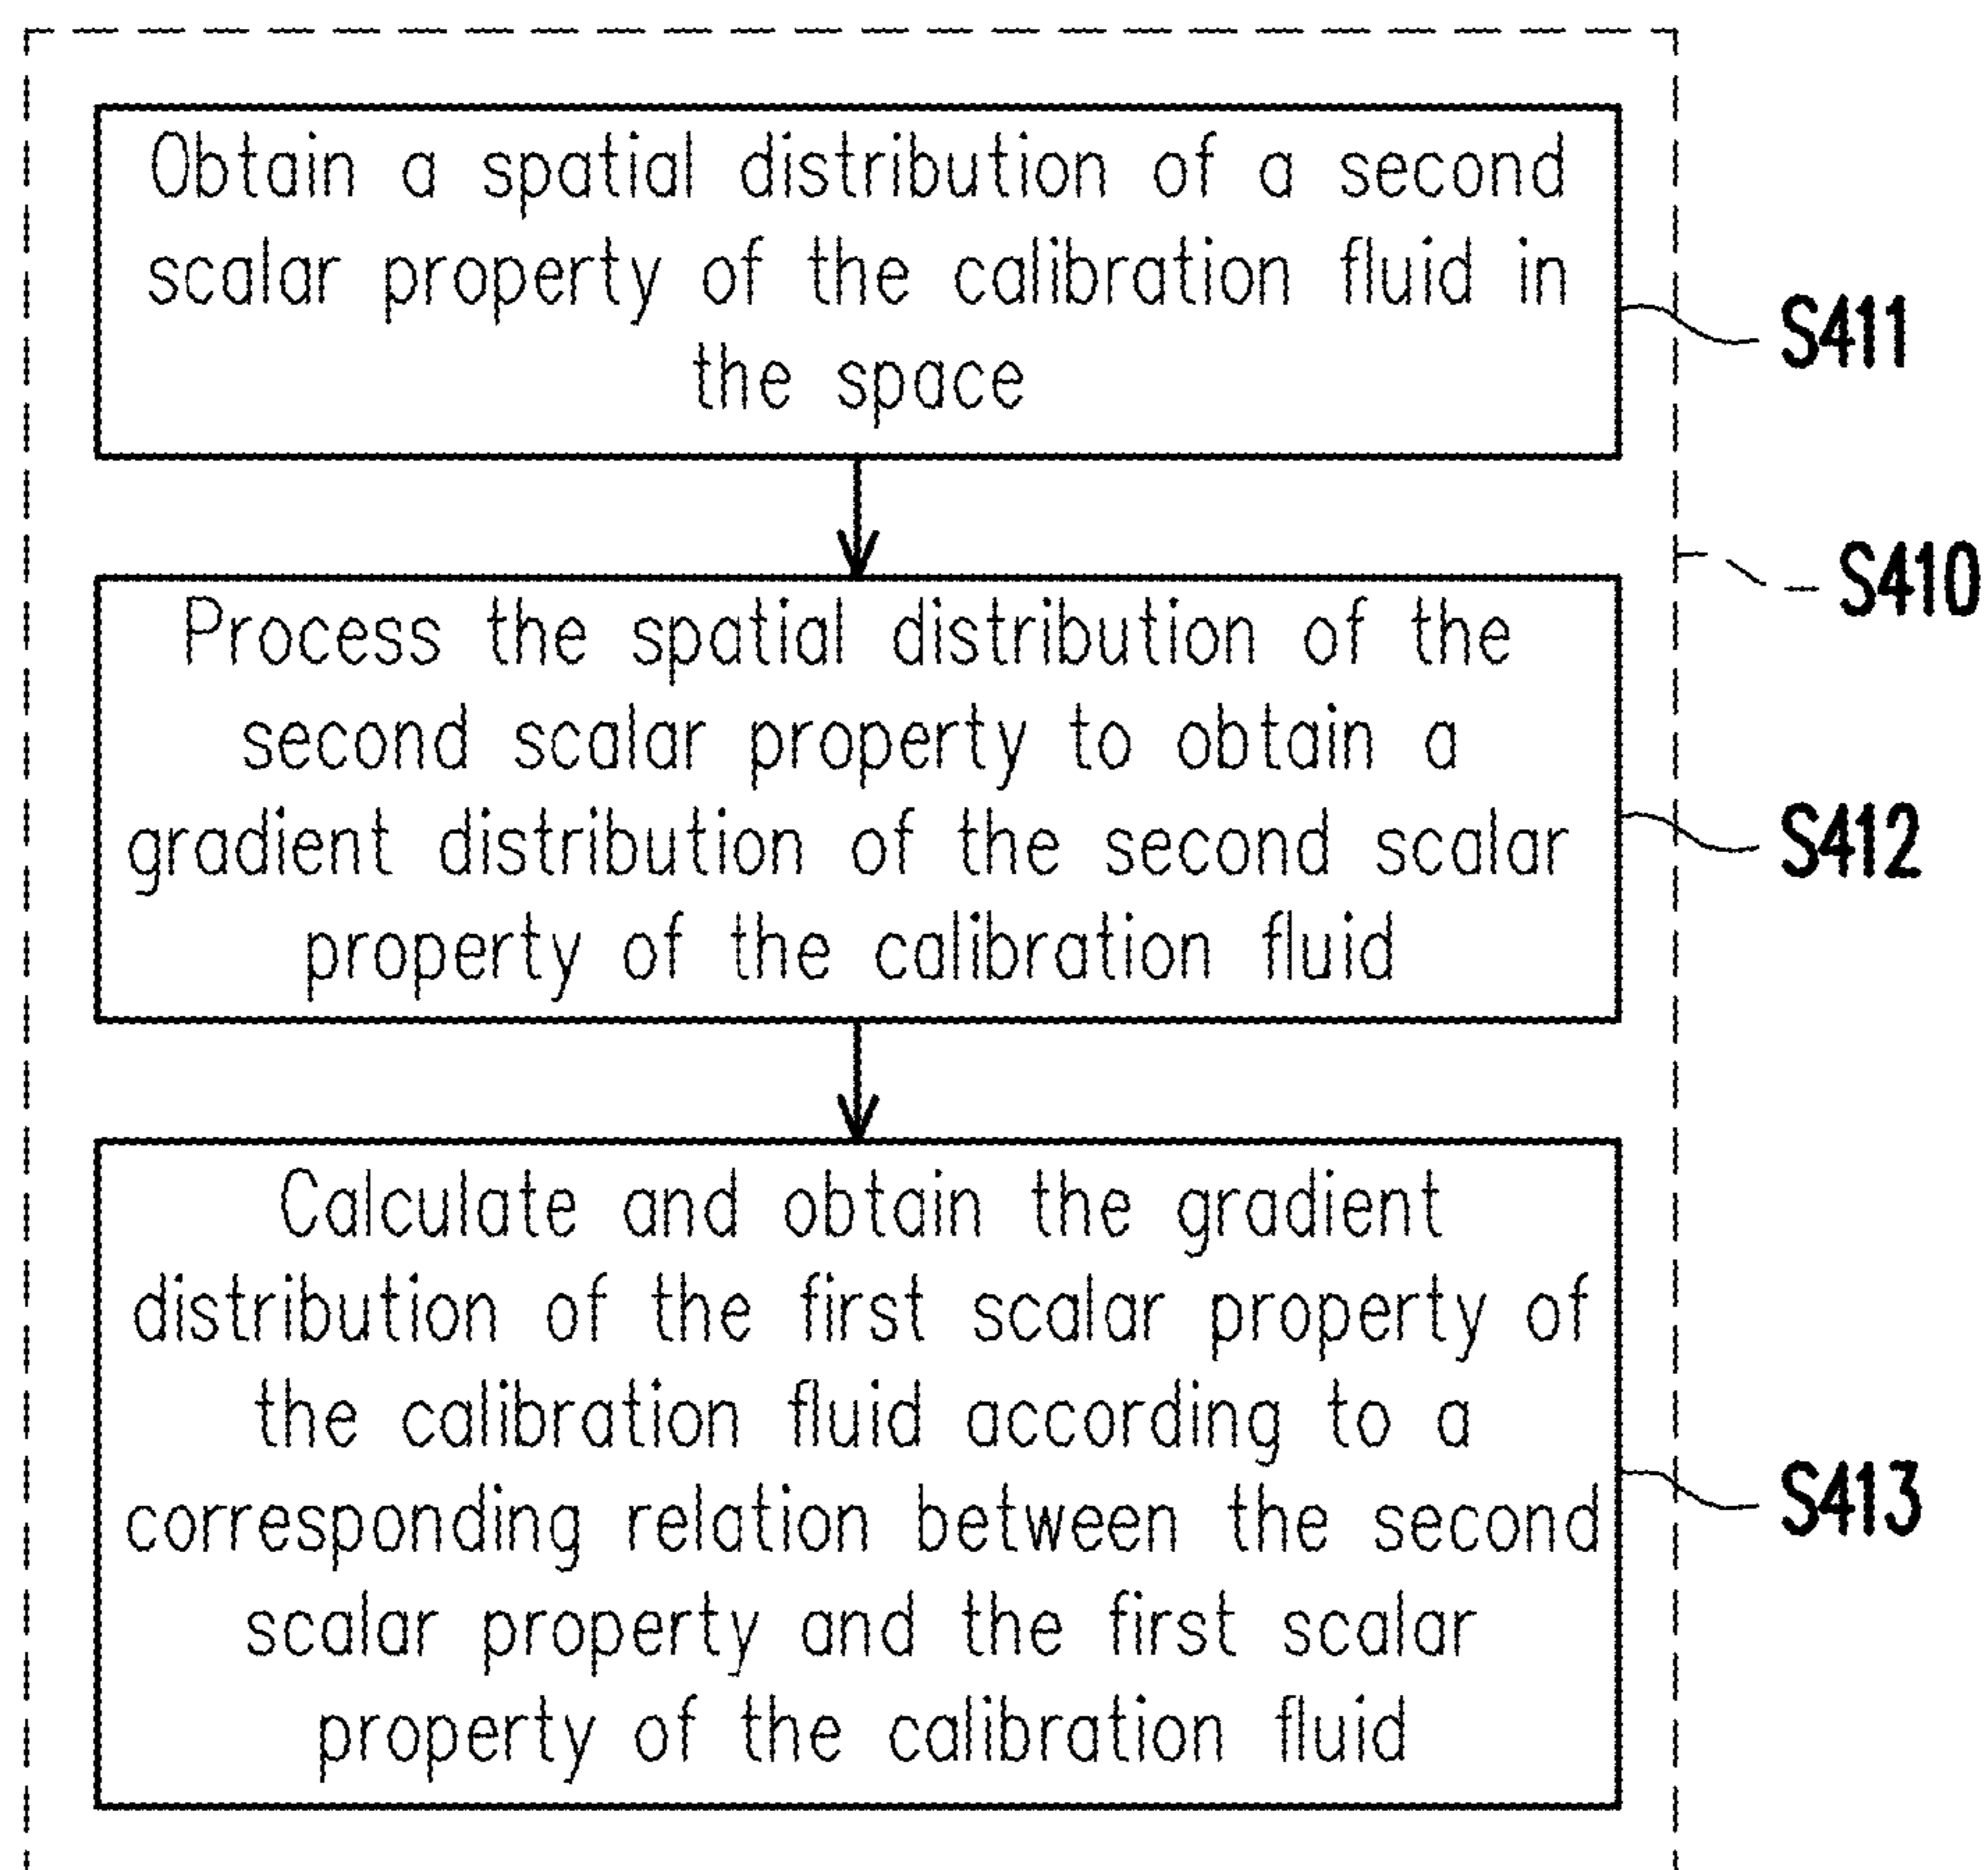 Obtain a spatial distribution of a second
scalar property of the calibration fluid in
the space
S411
S410
Process the spatial distribution of the
second scalar property to obtain a
gradient distribution of the second scalar
property of the calibration fluid
S412
Calculate and obtain the gradient
distribution of the first scalar property of
the calibration fluid according to a
corresponding relation between the second
scalar property and the first scalar
property of the calibration fluid
S413